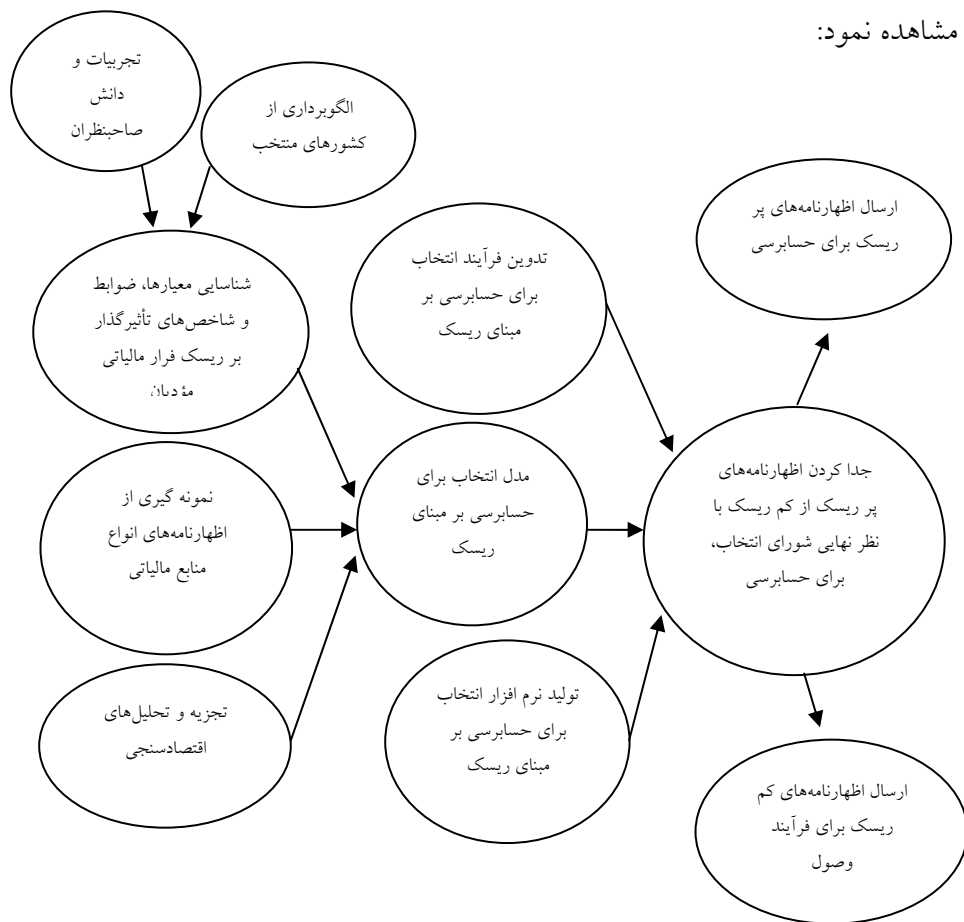 مشاهده نمود:
تجربیات و
دانش
صاحبنظران
الگوبرداری از
کشورهای منتخب
شناسایی معیارها، ضوابط
و شاخص‌های تأثیرگذار
بر ریسک فرار مالیاتی
مؤدیان
نمونه گیری از
اظهارنامه‌های انواع
منابع مالیاتی
تجزیه و تحلیل‌های
اقتصادسنجی
تدوین فرآیند انتخاب
برای حسابرسی بر
مبنای ریسک
مدل انتخاب برای
حسابرسی بر مبنای
ریسک
تولید نرم افزار انتخاب
برای حسابرسی بر
مبنای ریسک
جدا کردن اظهارنامه‌های
پر ریسک از کم ریسک با
نظر نهایی شورای انتخاب،
برای حسابرسی
ارسال اظهارنامه‌های پر
ریسک برای حسابرسی
ارسال اظهارنامه‌های کم
ریسک برای فرآیند
وصول